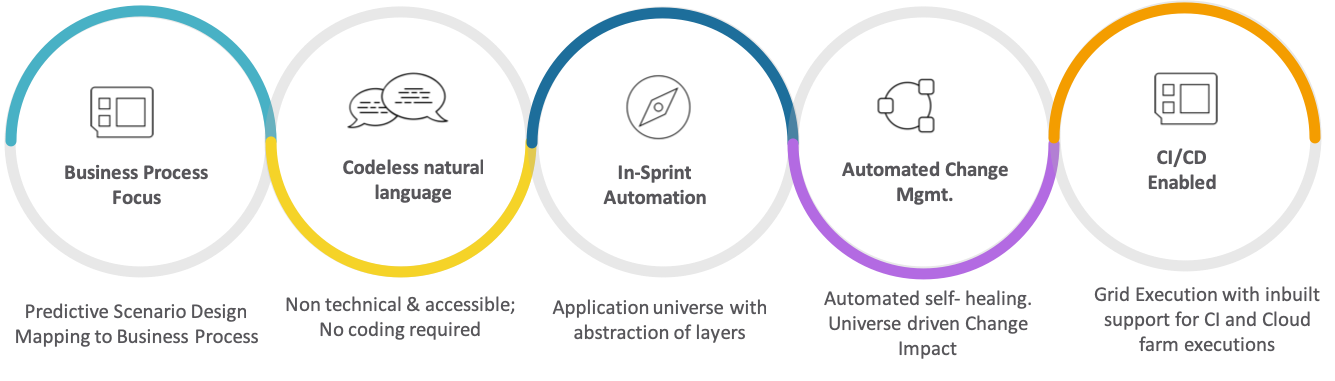 Business Process
Focus
Codeless natural
language
In-Sprint
Automation
Automated Change
Mgmt.
CI/CD
Enabled
Predictive Scenario Design
Mapping to Business Process
Non technical & accessible;
No coding required
Application universe with
abstraction of layers
Automated self- healing.
Universe driven Change
Impact
Grid Execution with inbuilt
support for CI and Cloud
farm executions